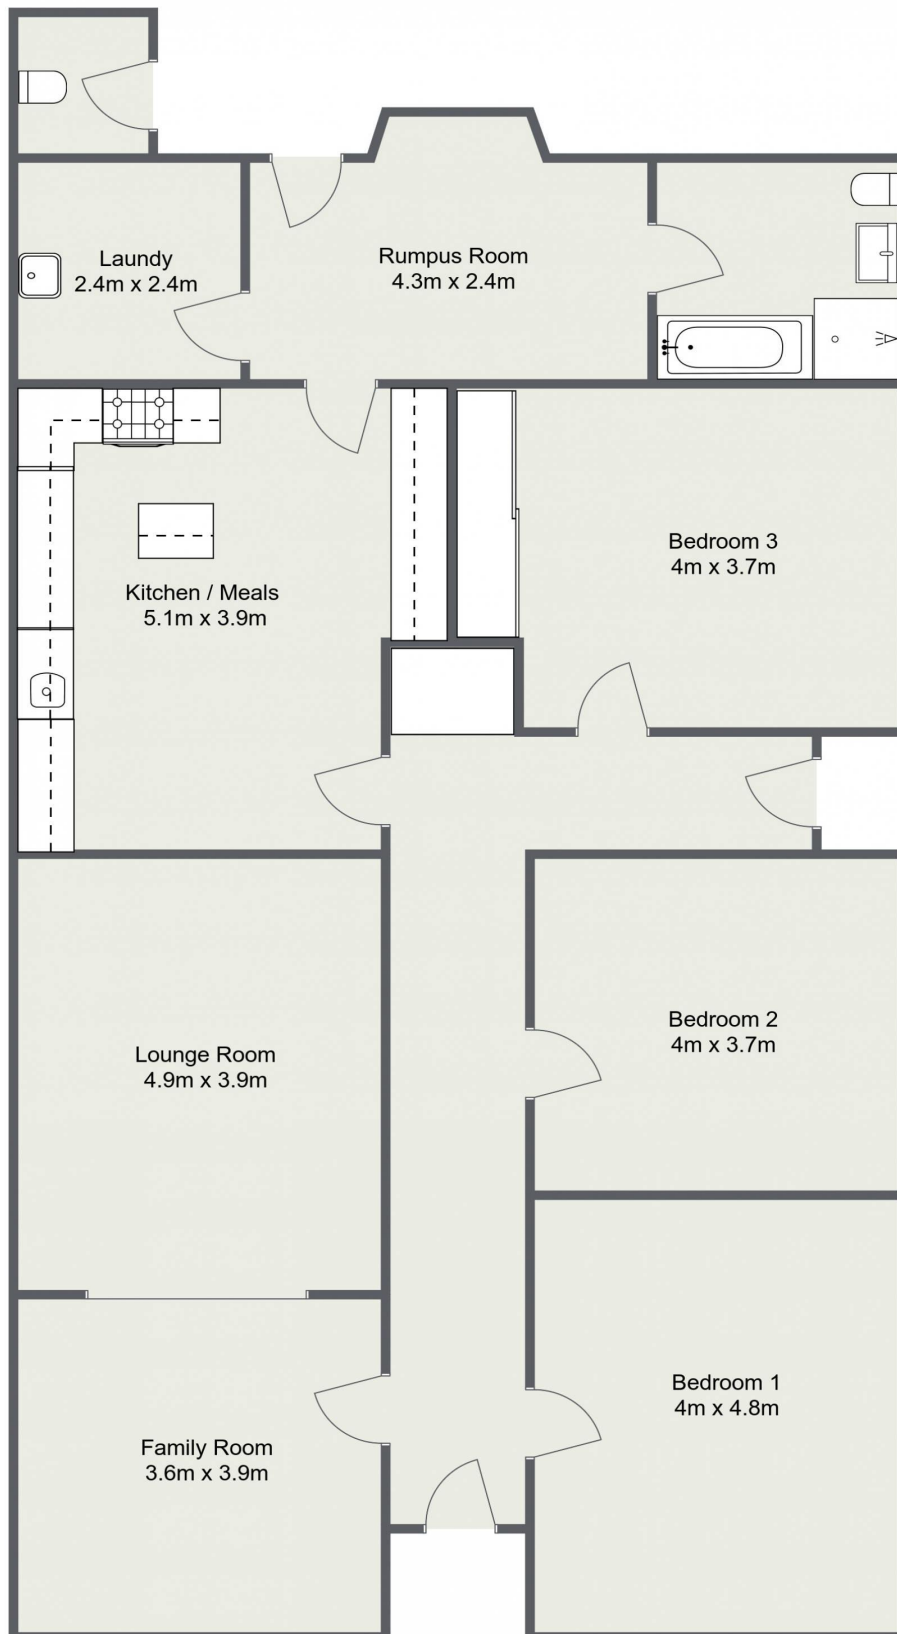 Laundy
2.4m x 2.4m
Rumpus Room
4.3m x 2.4m
Bedroom 3
4m x 3.7m
Kitchen / Meals
5.1m x 3.9m
Bedroom 2
4m x 3.7m
Lounge Room
4.9m x 3.9m
Bedroom 1
4m x 4.8m
Family Room
3.6m x 3.9m